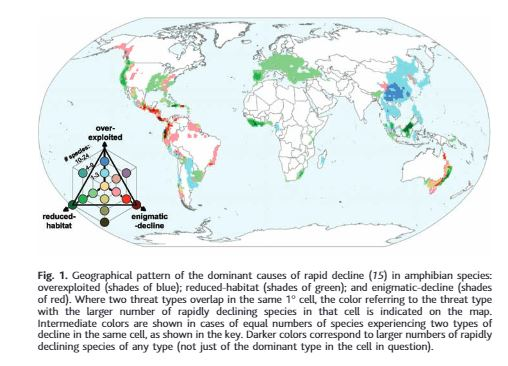 over-
exploited
# species:
10-24
4-9
1-3
reduced-
habitat
enigmatic
-decline
Fig. 1. Geographical pattern of the dominant causes of rapid decline (15) in amphibian species:
overexploited (shades of blue); reduced-habitat (shades of green); and enigmatic-decline (shades
of red). Where two threat types overlap in the same 1° cell, the color referring to the threat type
with the larger number of rapidly declining species in that cell is indicated on the map.
Intermediate colors are shown in cases of equal numbers of species experiencing two types of
decline in the same cell, as shown in the key. Darker colors correspond to larger numbers of rapidly
declining species of any type (not just of the dominant type in the cell in question).